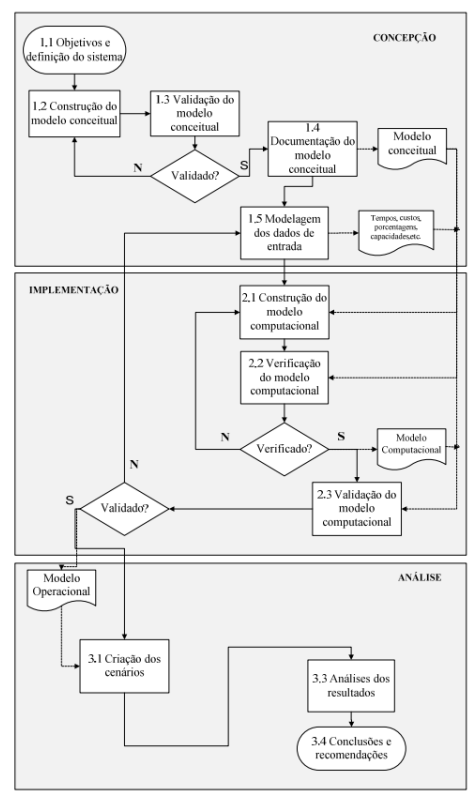 CONCEPÇÃO
1.1 Objetivos e
definição do sistema
1.2 Construção do
modelo conceitual
1.3 Validação do
modelo conceitual
Validado?
N
S
1.4
Documentação do
modelo conceitual
Modelo
conceitual
1.5 Modelagem
dos dados de
entrada
Tempos, custos,
porcentagens,
capacidades,etc.
IMPLEMENTAÇÃO
2.1 Construção do
modelo
computacional
2.2 Verificação
do modelo
computacional
N
Verificado?
S
Modelo
Computacional
N
S
Validado?
2.3 Validação do
modelo
computacional
ANÁLISE
Modelo
Operacional
3.1 Criação dos
cenários
3.3 Análises dos
resultados
3.4 Conclusões e
recomendações